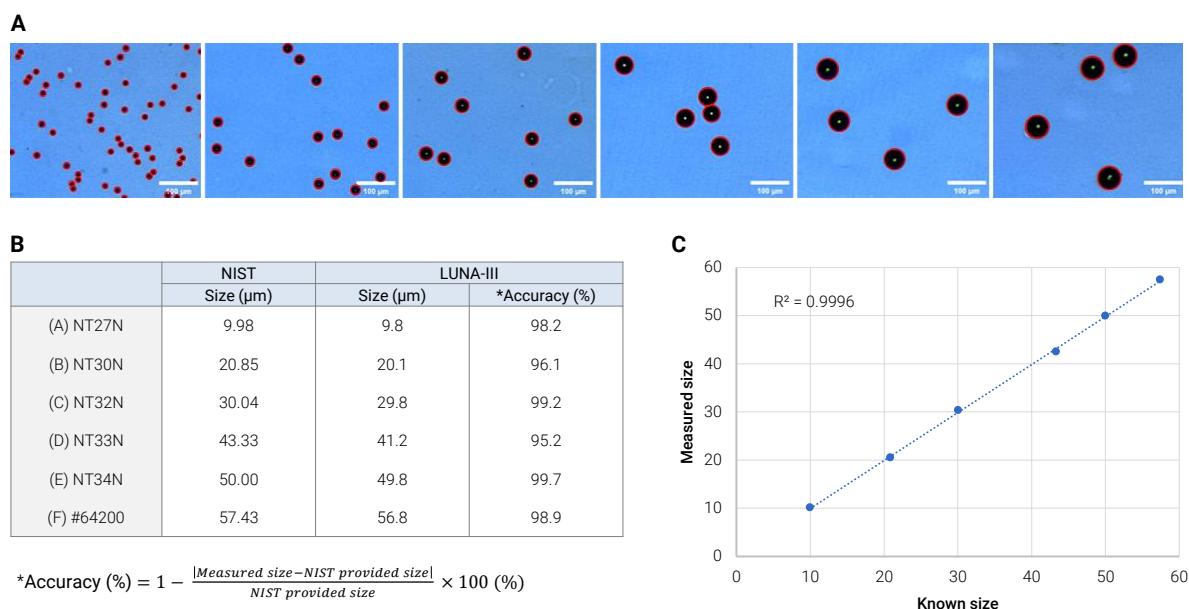 A
100 µm
100 µm
100 µm
100 µm
100 µm
100 µm
B
NIST LUNA-III
Size (µm) Size (µm) *Accuracy (%)
(A) NT27N 9.98 9.8 98.2
(B) NT30N 20.85 20.1 96.1
(C) NT32N 30.04 29.8 99.2
(D) NT33N 43.33 41.2 95.2
(E) NT34N 50.00 49.8 99.7
(F) #64200 57.43 56.8 98.9
*Accuracy (%) = 1 − |Measured size−NIST provided size| / NIST provided size × 100 (%)
C
60
50
40
30
20
10
0
R² = 0.9996
Measured size
0 10 20 30 40 50 60
Known size